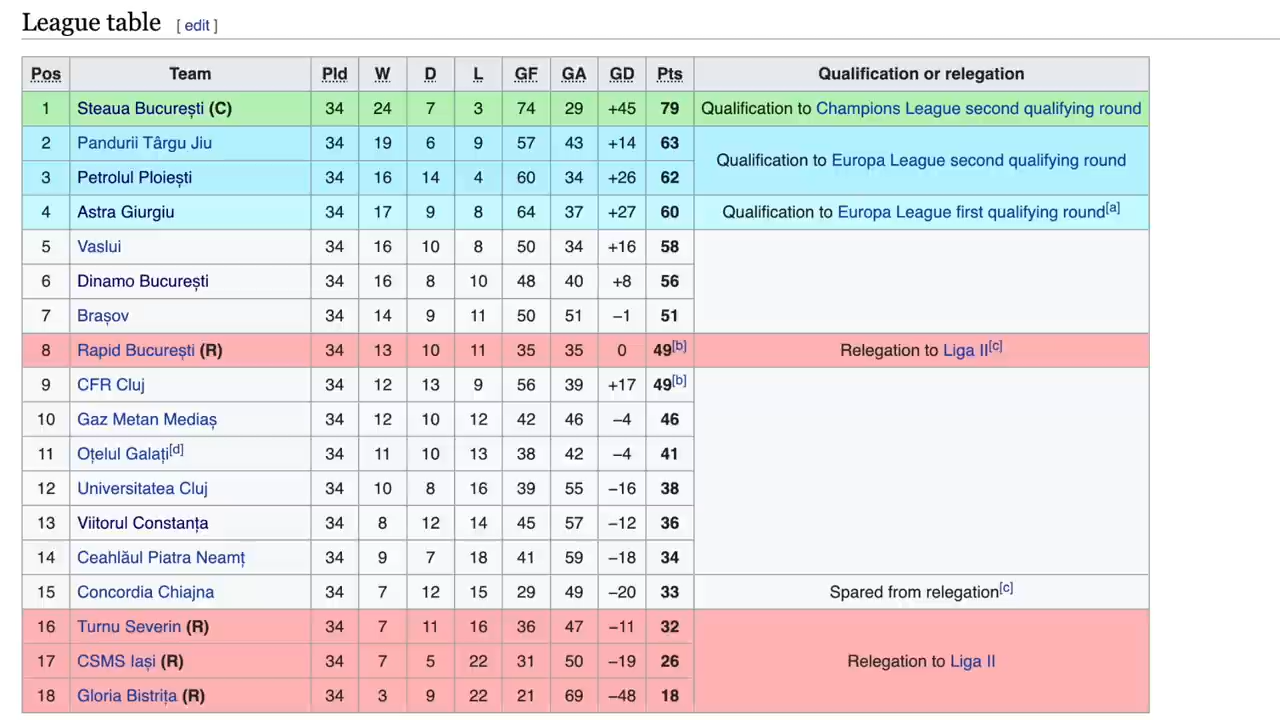 League table [ edit ]
Pos Team Pld W D L GF GA GD Pts Qualification or relegation
1 Steaua București (C) 34 24 7 3 74 29 +45 79 Qualification to Champions League second qualifying round
2 Pandurii Târgu Jiu 34 19 6 9 57 43 +14 63 Qualification to Europa League second qualifying round
3 Petrolul Ploiești 34 16 14 4 60 34 +26 62
4 Astra Giurgiu 34 17 9 8 64 37 +27 60 Qualification to Europa League first qualifying round[a]
5 Vaslui 34 16 10 8 50 34 +16 58
6 Dinamo București 34 16 8 10 48 40 +8 56
7 Brașov 34 14 9 11 50 51 −1 51
8 Rapid București (R) 34 13 10 11 35 35 0 49[b] Relegation to Liga II[c]
9 CFR Cluj 34 12 13 9 56 39 +17 49[b]
10 Gaz Metan Mediaș 34 12 10 12 42 46 −4 46
11 Oțelul Galați[d] 34 11 10 13 38 42 −4 41
12 Universitatea Cluj 34 10 8 16 39 55 −16 38
13 Viitorul Constanța 34 8 12 14 45 57 −12 36
14 Ceahlăul Piatra Neamț 34 9 7 18 41 59 −18 34
15 Concordia Chiajna 34 7 12 15 29 49 −20 33 Spared from relegation[c]
16 Turnu Severin (R) 34 7 11 16 36 47 −11 32
17 CSMS Iași (R) 34 7 5 22 31 50 −19 26 Relegation to Liga II
18 Gloria Bistrița (R) 34 3 9 22 21 69 −48 18